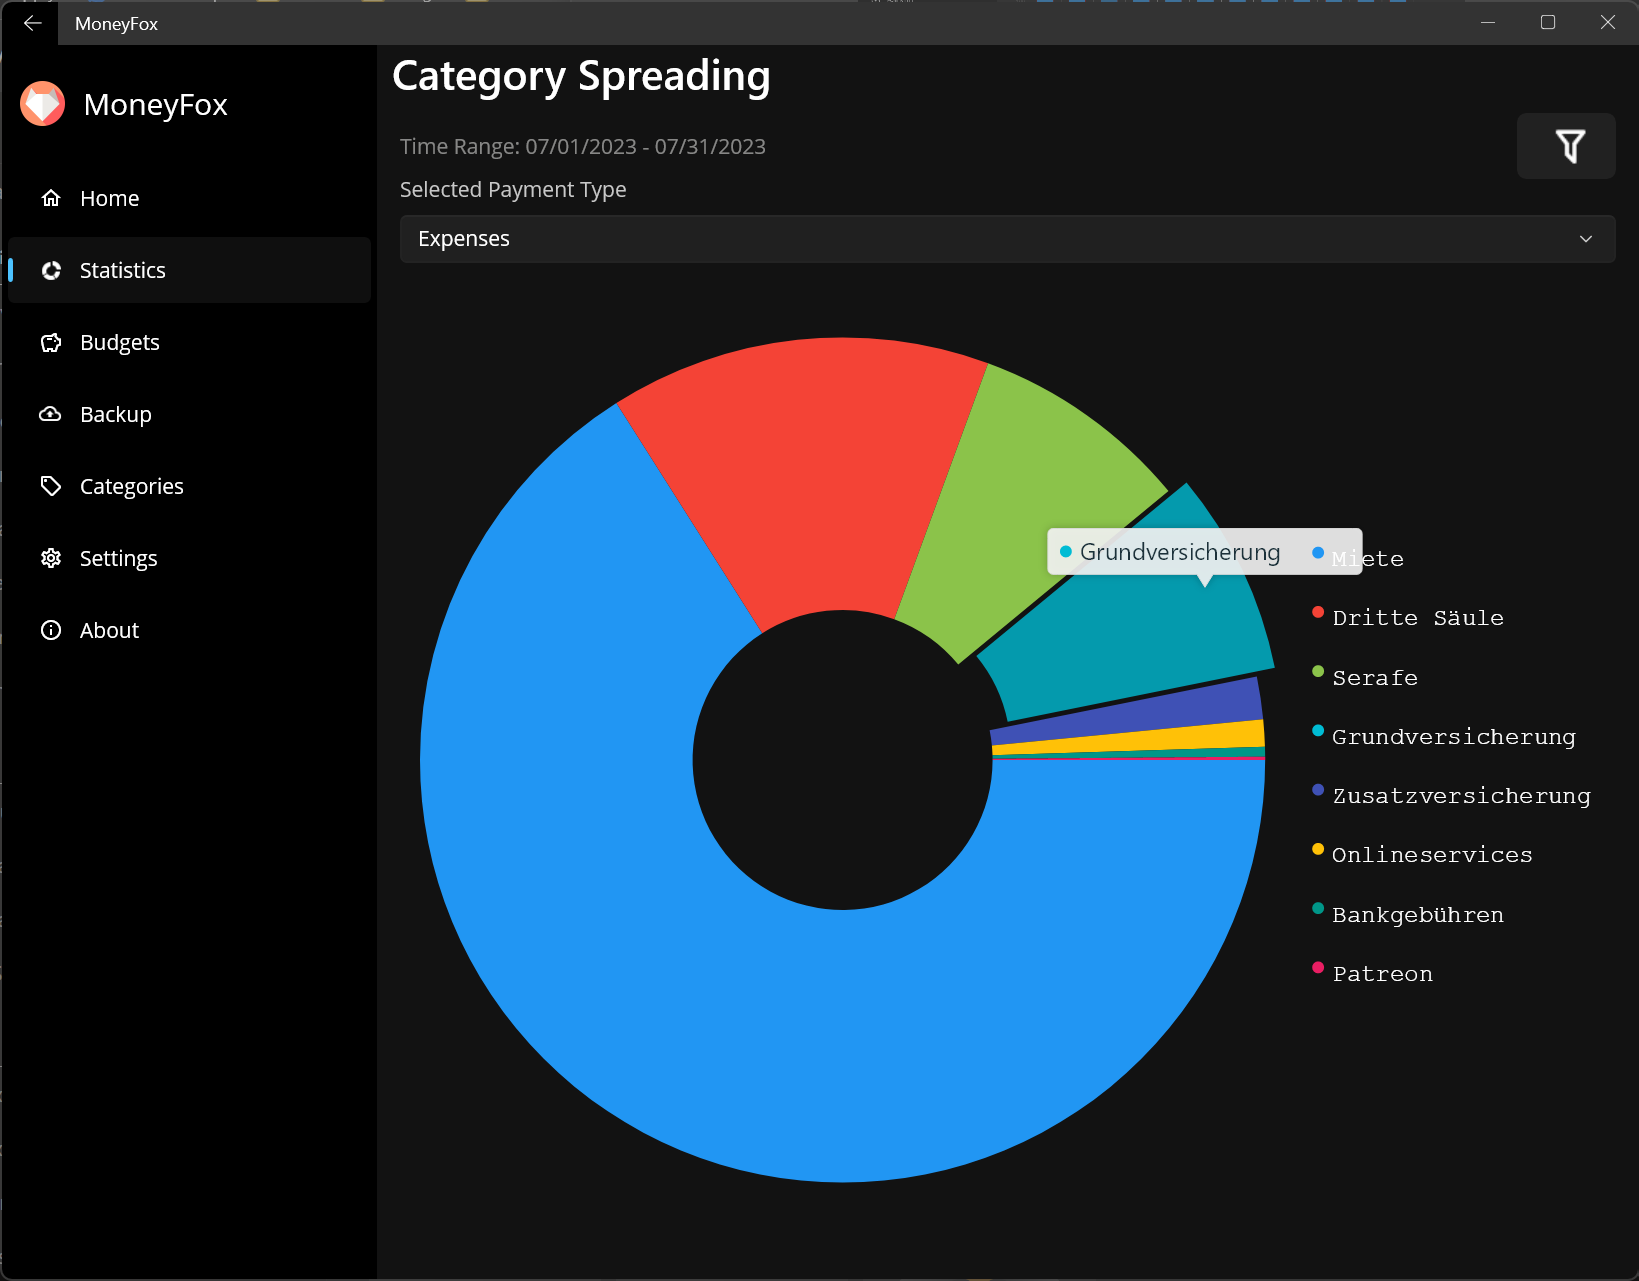 MoneyFox
MoneyFox
Home
Statistics
Budgets
Backup
Categories
Settings
About
Category Spreading
Time Range: 07/01/2023 - 07/31/2023
Selected Payment Type
Expenses
Grundversicherung
Miete
Dritte Säule
Serafe
Grundversicherung
Zusatzversicherung
Onlineservices
Bankgebühren
Patreon